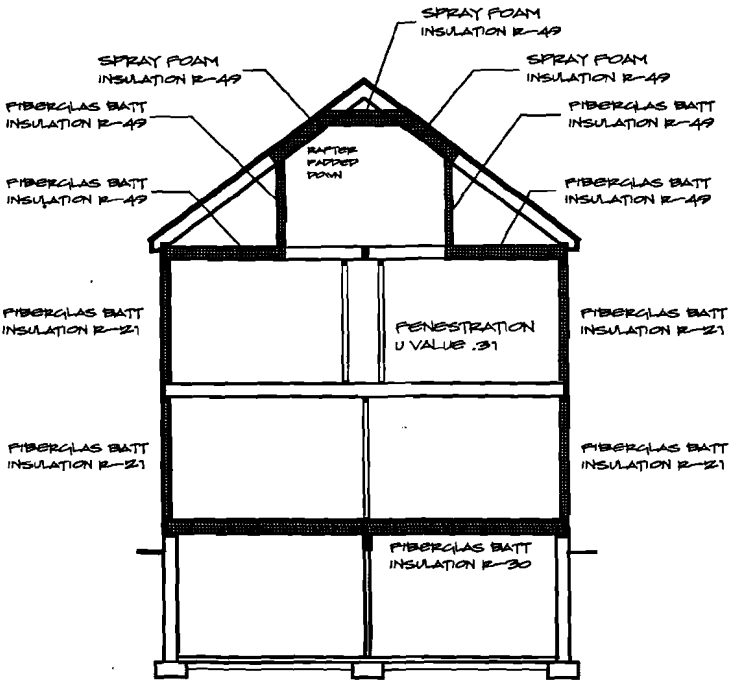 SPRAY FOAM
INSULATION R-49
SPRAY FOAM
INSULATION R-49
SPRAY FOAM
INSULATION R-49
FIBERGLAS BATT
INSULATION R-49
FIBERGLAS BATT
INSULATION R-49
RAFTER
PADDED
DOWN
FIBERGLAS BATT
INSULATION R-49
FIBERGLAS BATT
INSULATION R-49
FIBERGLAS BATT
INSULATION R-21
FENESTRATION
U VALUE .31
FIBERGLAS BATT
INSULATION R-21
FIBERGLAS BATT
INSULATION R-21
FIBERGLAS BATT
INSULATION R-21
FIBERGLAS BATT
INSULATION R-30